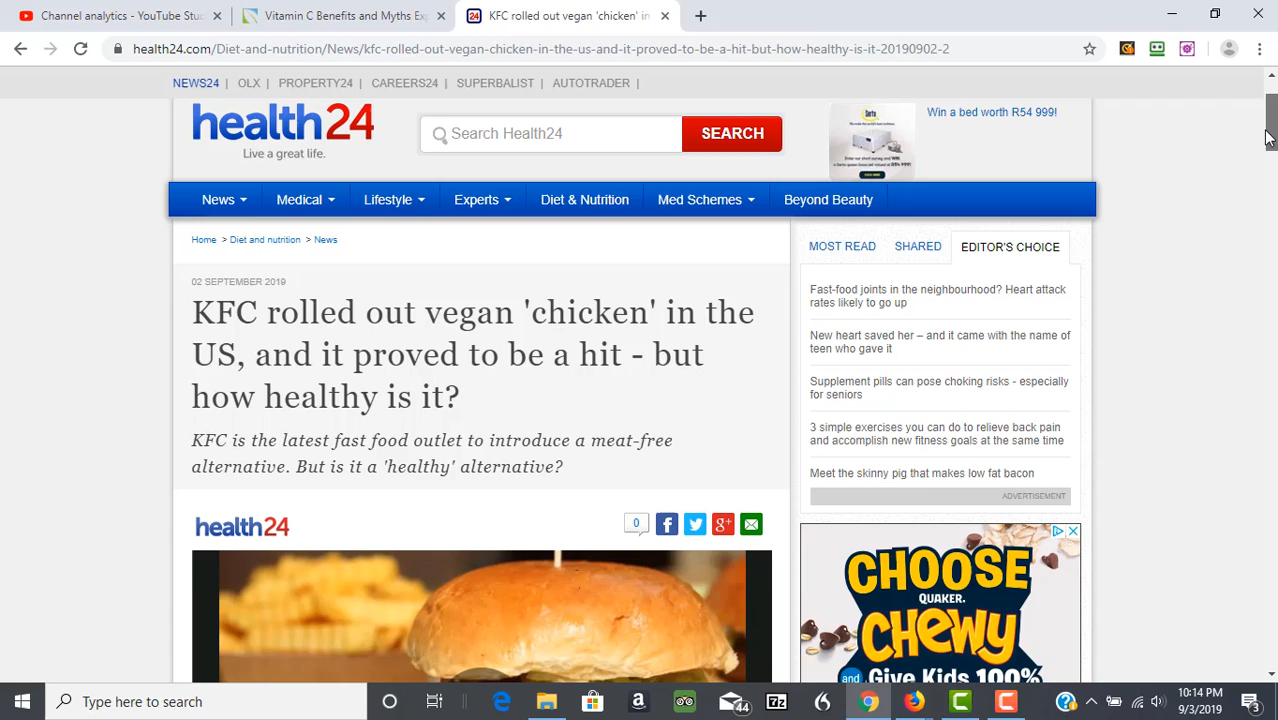 Channel analytics - YouTube Stu
Vitamin C Benefits and Myths Exp
24 KFC rolled out vegan 'chicken' in
health24.com/Diet-and-nutrition/News/kfc-rolled-out-vegan-chicken-in-the-us-and-it-proved-to-be-a-hit-but-how-healthy-is-it-20190902-2
NEWS24 | OLX | PROPERTY24 | CAREERS24 | SUPERBALIST | AUTOTRADER |
health24
Live a great life.
Search Health24
SEARCH
Win a bed worth R54 999!
News Medical Lifestyle Experts Diet & Nutrition Med Schemes Beyond Beauty
Home > Diet and nutrition > News
02 SEPTEMBER 2019
KFC rolled out vegan 'chicken' in the
US, and it proved to be a hit - but
how healthy is it?
KFC is the latest fast food outlet to introduce a meat-free
alternative. But is it a 'healthy' alternative?
health24
0
MOST READ SHARED EDITOR'S CHOICE
Fast-food joints in the neighbourhood? Heart attack
rates likely to go up
New heart saved her – and it came with the name of
teen who gave it
Supplement pills can pose choking risks - especially
for seniors
3 simple exercises you can do to relieve back pain
and accomplish new fitness goals at the same time
Meet the skinny pig that makes low fat bacon
ADVERTISEMENT
CHOOSE
QUAKER.
CHEWY
and Give Kids 100%
Type here to search
44
7z
10:14 PM
9/3/2019
3